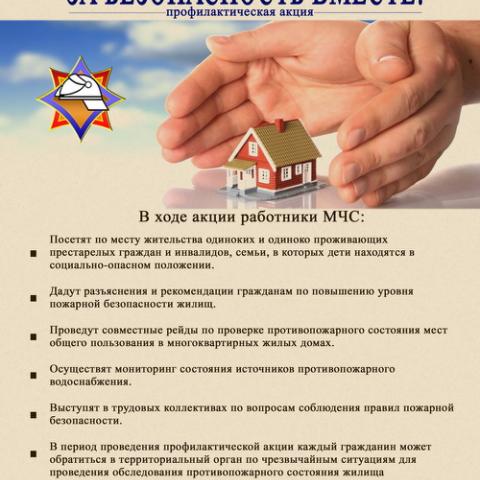 ЗА БЕЗОПАСНОСТЬ ВМЕСТЕ!
профилактическая акция
В ходе акции работники МЧС:
Посетят по месту жительства одиноких и одиноко проживающих
престарелых граждан и инвалидов, семьи, в которых дети находятся в
социально-опасном положении.
Дадут разъяснения и рекомендации гражданам по повышению уровня
пожарной безопасности жилищ.
Проведут совместные рейды по проверке противопожарного состояния мест
общего пользования в многоквартирных жилых домах.
Осуществят мониторинг состояния источников противопожарного
водоснабжения.
Выступят в трудовых коллективах по вопросам соблюдения правил пожарной
безопасности.
В период проведения профилактической акции каждый гражданин может
обратиться в территориальный орган по чрезвычайным ситуациям для
проведения обследования противопожарного состояния жилища